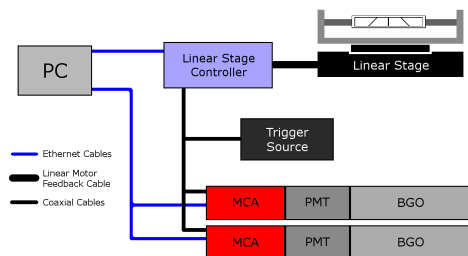 PC
Linear Stage
Controller
Linear Stage
Trigger
Source
Ethernet Cables
Linear Motor
Feedback Cable
Coaxial Cables
MCA PMT BGO
MCA PMT BGO